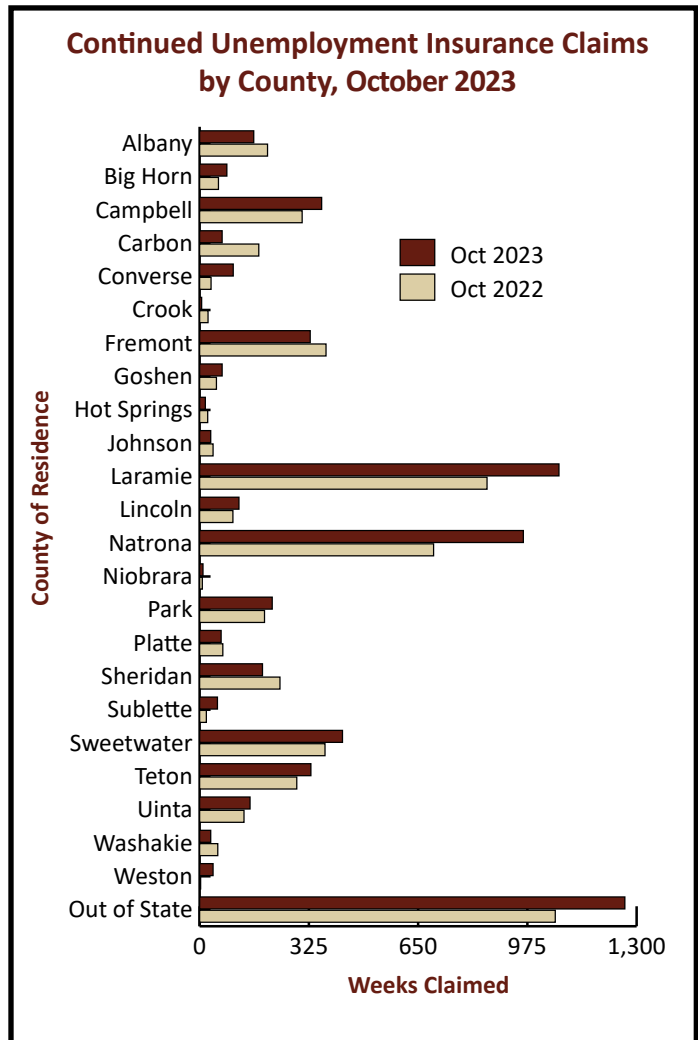 Continued Unemployment Insurance Claims
by County, October 2023
County of Residence
Albany
Big Horn
Campbell
Carbon
Converse
Crook
Fremont
Goshen
Hot Springs
Johnson
Laramie
Lincoln
Natrona
Niobrara
Park
Platte
Sheridan
Sublette
Sweetwater
Teton
Uinta
Washakie
Weston
Out of State
Oct 2023
Oct 2022
0 325 650 975 1,300
Weeks Claimed